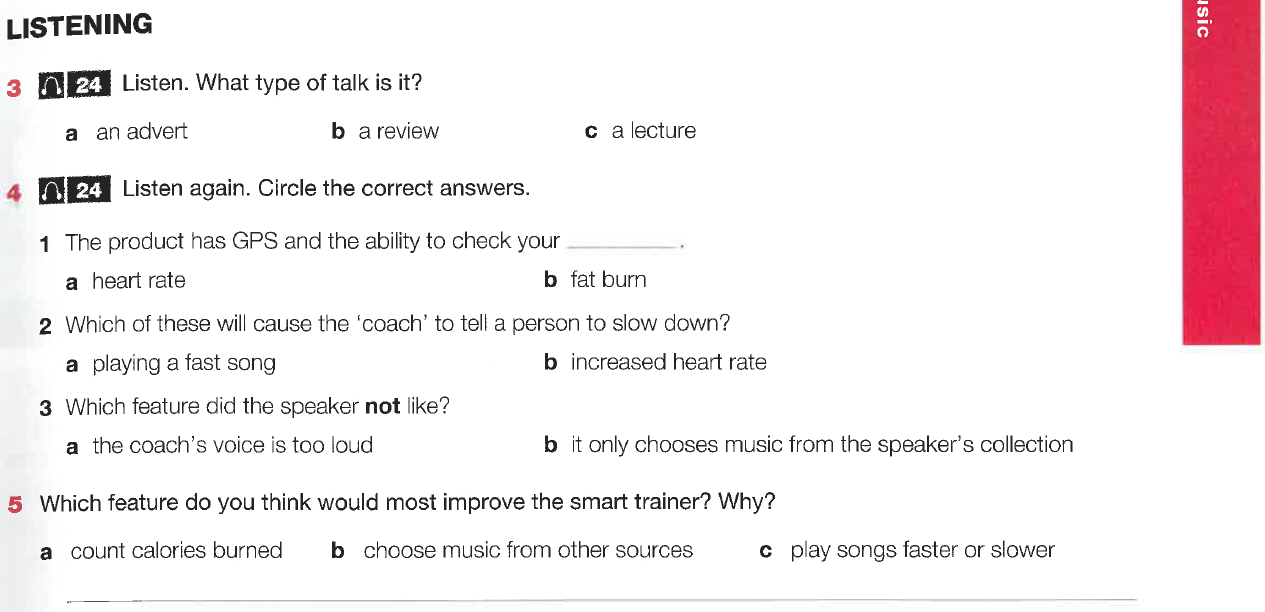 LISTENING
usic
3 24 Listen. What type of talk is it?
a an advert b a review c a lecture
4 24 Listen again. Circle the correct answers.
1 The product has GPS and the ability to check your ________ .
a heart rate b fat burn
2 Which of these will cause the ‘coach’ to tell a person to slow down?
a playing a fast song b increased heart rate
3 Which feature did the speaker not like?
a the coach’s voice is too loud b it only chooses music from the speaker’s collection
5 Which feature do you think would most improve the smart trainer? Why?
a count calories burned b choose music from other sources c play songs faster or slower